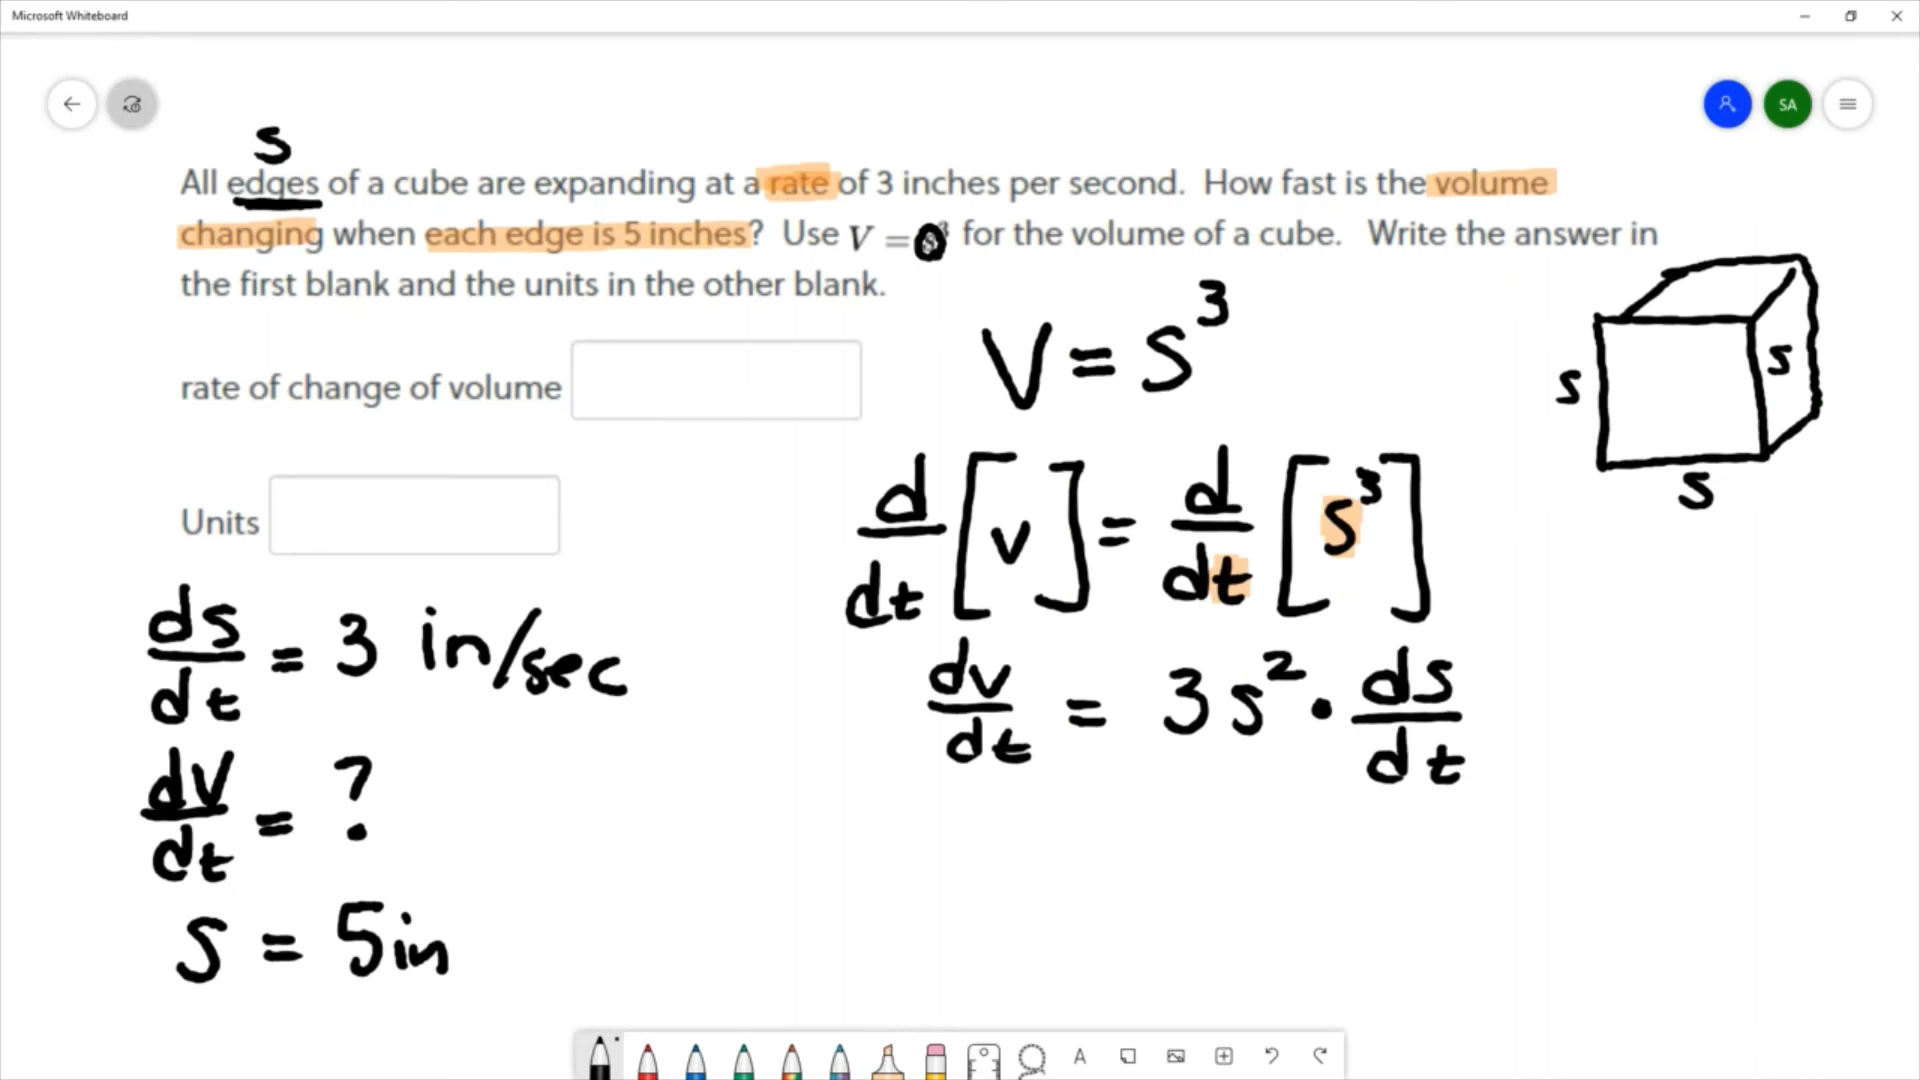 Microsoft Whiteboard
SA
s
All edges of a cube are expanding at a rate of 3 inches per second. How fast is the volume
changing when each edge is 5 inches? Use V = for the volume of a cube. Write the answer in
the first blank and the units in the other blank.
rate of change of volume
Units
V = s³
s
s
s
d/dt [v] = d/dt [s³]
dv/dt = 3s² · ds/dt
ds/dt = 3 in/sec
dV/dt = ?
s = 5in
A